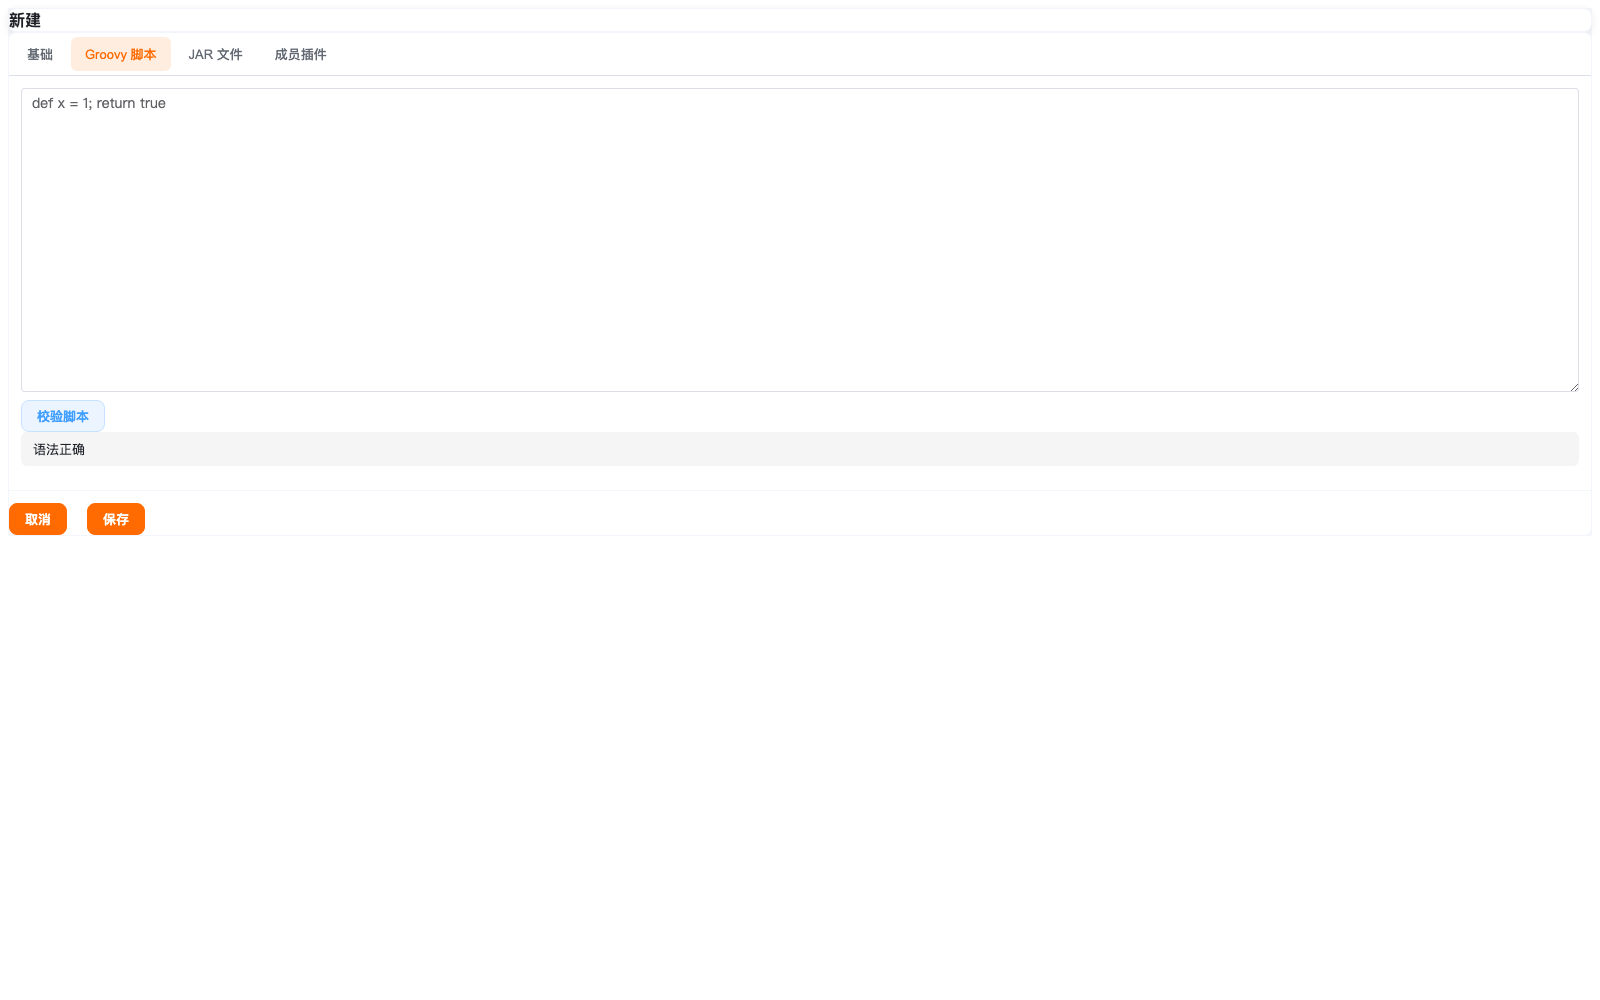 新建
基础 Groovy 脚本 JAR 文件 成员插件
def x = 1; return true
校验脚本
语法正确
取消 保存